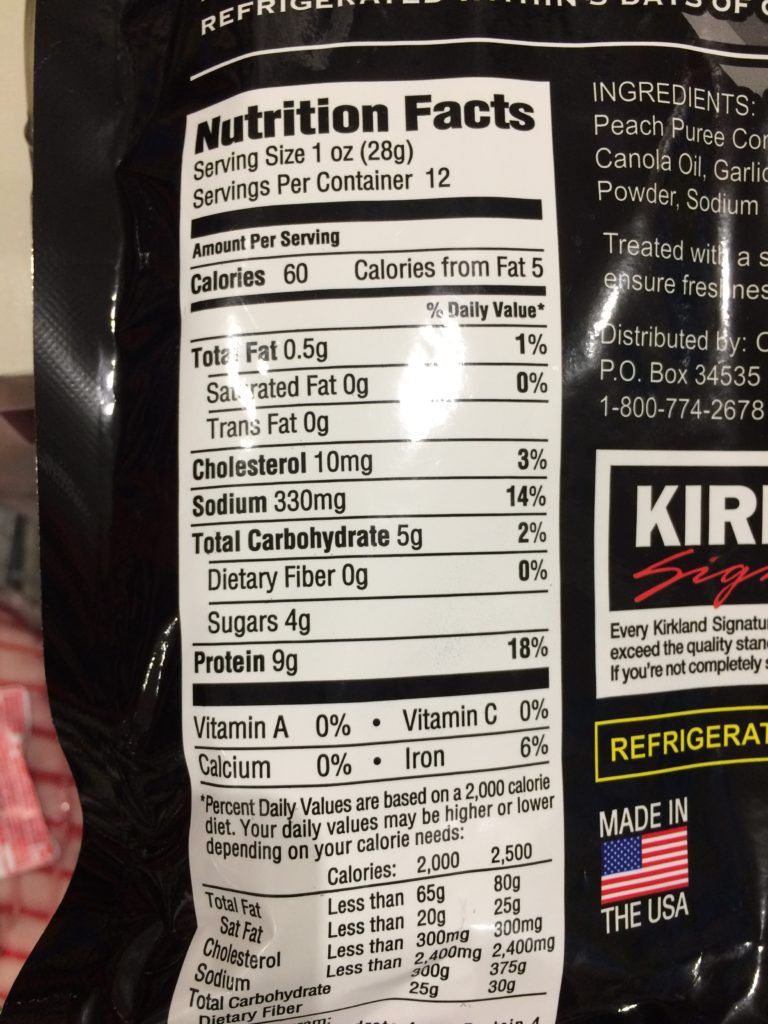 REFRIGERATED WITHIN 3 DAYS OF
Nutrition Facts
Serving Size 1 oz (28g)
Servings Per Container 12
Amount Per Serving
Calories 60 Calories from Fat 5
% Daily Value*
Total Fat 0.5g 1%
Saturated Fat 0g 0%
Trans Fat 0g
Cholesterol 10mg 3%
Sodium 330mg 14%
Total Carbohydrate 5g 2%
Dietary Fiber 0g 0%
Sugars 4g
Protein 9g 18%
Vitamin A 0% • Vitamin C 0%
Calcium 0% • Iron 6%
*Percent Daily Values are based on a 2,000 calorie
diet. Your daily values may be higher or lower
depending on your calorie needs:
Calories: 2,000 2,500
Total Fat Less than 65g 80g
Sat Fat Less than 20g 25g
Cholesterol Less than 300mg 300mg
Sodium Less than 2,400mg 2,400mg
Total Carbohydrate 300g 375g
Dietary Fiber 25g 30g
INGREDIENTS:
Peach Puree
Canola Oil,
Powder, Sodium
Treated with a
ensure freshness
Distributed by:
P.O. Box 34535
1-800-774-2678
KIR
Sig
Every Kirkland Signatu
exceed the quality stan
If you're not completely
REFRIGERAT
MADE IN
THE USA